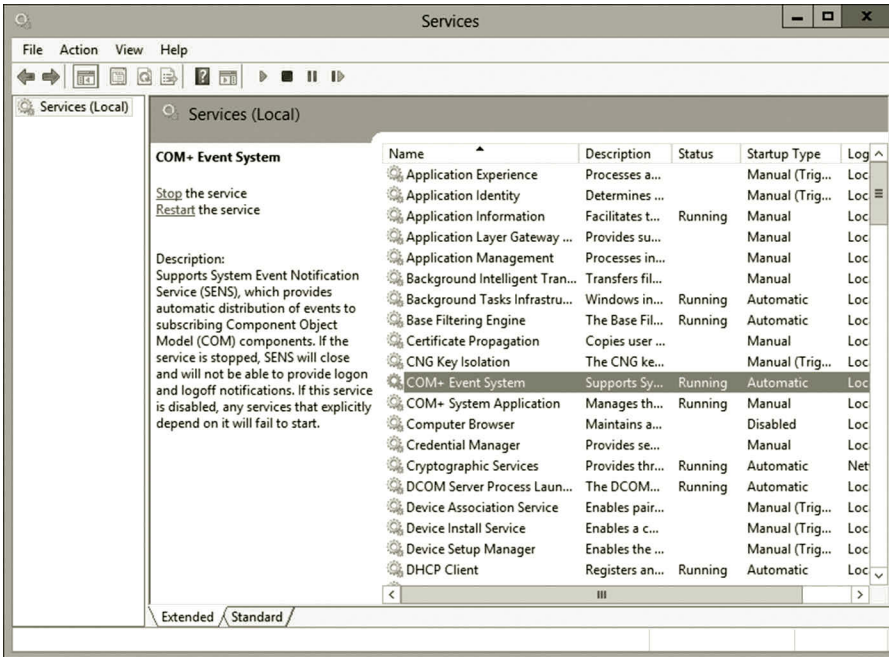 Services
File Action View Help
Services (Local)
Services (Local)
COM+ Event System
Stop the service
Restart the service
Description:
Supports System Event Notification
Service (SENS), which provides
automatic distribution of events to
subscribing Component Object
Model (COM) components. If the
service is stopped, SENS will close
and will not be able to provide logon
and logoff notifications. If this service
is disabled, any services that explicitly
depend on it will fail to start.
Name Description Status Startup Type Log
Application Experience Processes a... Manual (Trig... Loc
Application Identity Determines ... Manual (Trig... Loc
Application Information Facilitates t... Running Manual Loc
Application Layer Gateway ... Provides su... Manual Loc
Application Management Processes in... Manual Loc
Background Intelligent Tran... Transfers fil... Manual Loc
Background Tasks Infrastru... Windows in... Running Automatic Loc
Base Filtering Engine The Base Fil... Running Automatic Loc
Certificate Propagation Copies user ... Manual Loc
CNG Key Isolation The CNG ke... Manual (Trig... Loc
COM+ Event System Supports Sy... Running Automatic Loc
COM+ System Application Manages th... Running Manual Loc
Computer Browser Maintains a... Disabled Loc
Credential Manager Provides se... Manual Loc
Cryptographic Services Provides thr... Running Automatic Net
DCOM Server Process Laun... The DCOM... Running Automatic Loc
Device Association Service Enables pair... Manual (Trig... Loc
Device Install Service Enables a c... Manual (Trig... Loc
Device Setup Manager Enables the ... Manual (Trig... Loc
DHCP Client Registers an... Running Automatic Loc
Extended Standard